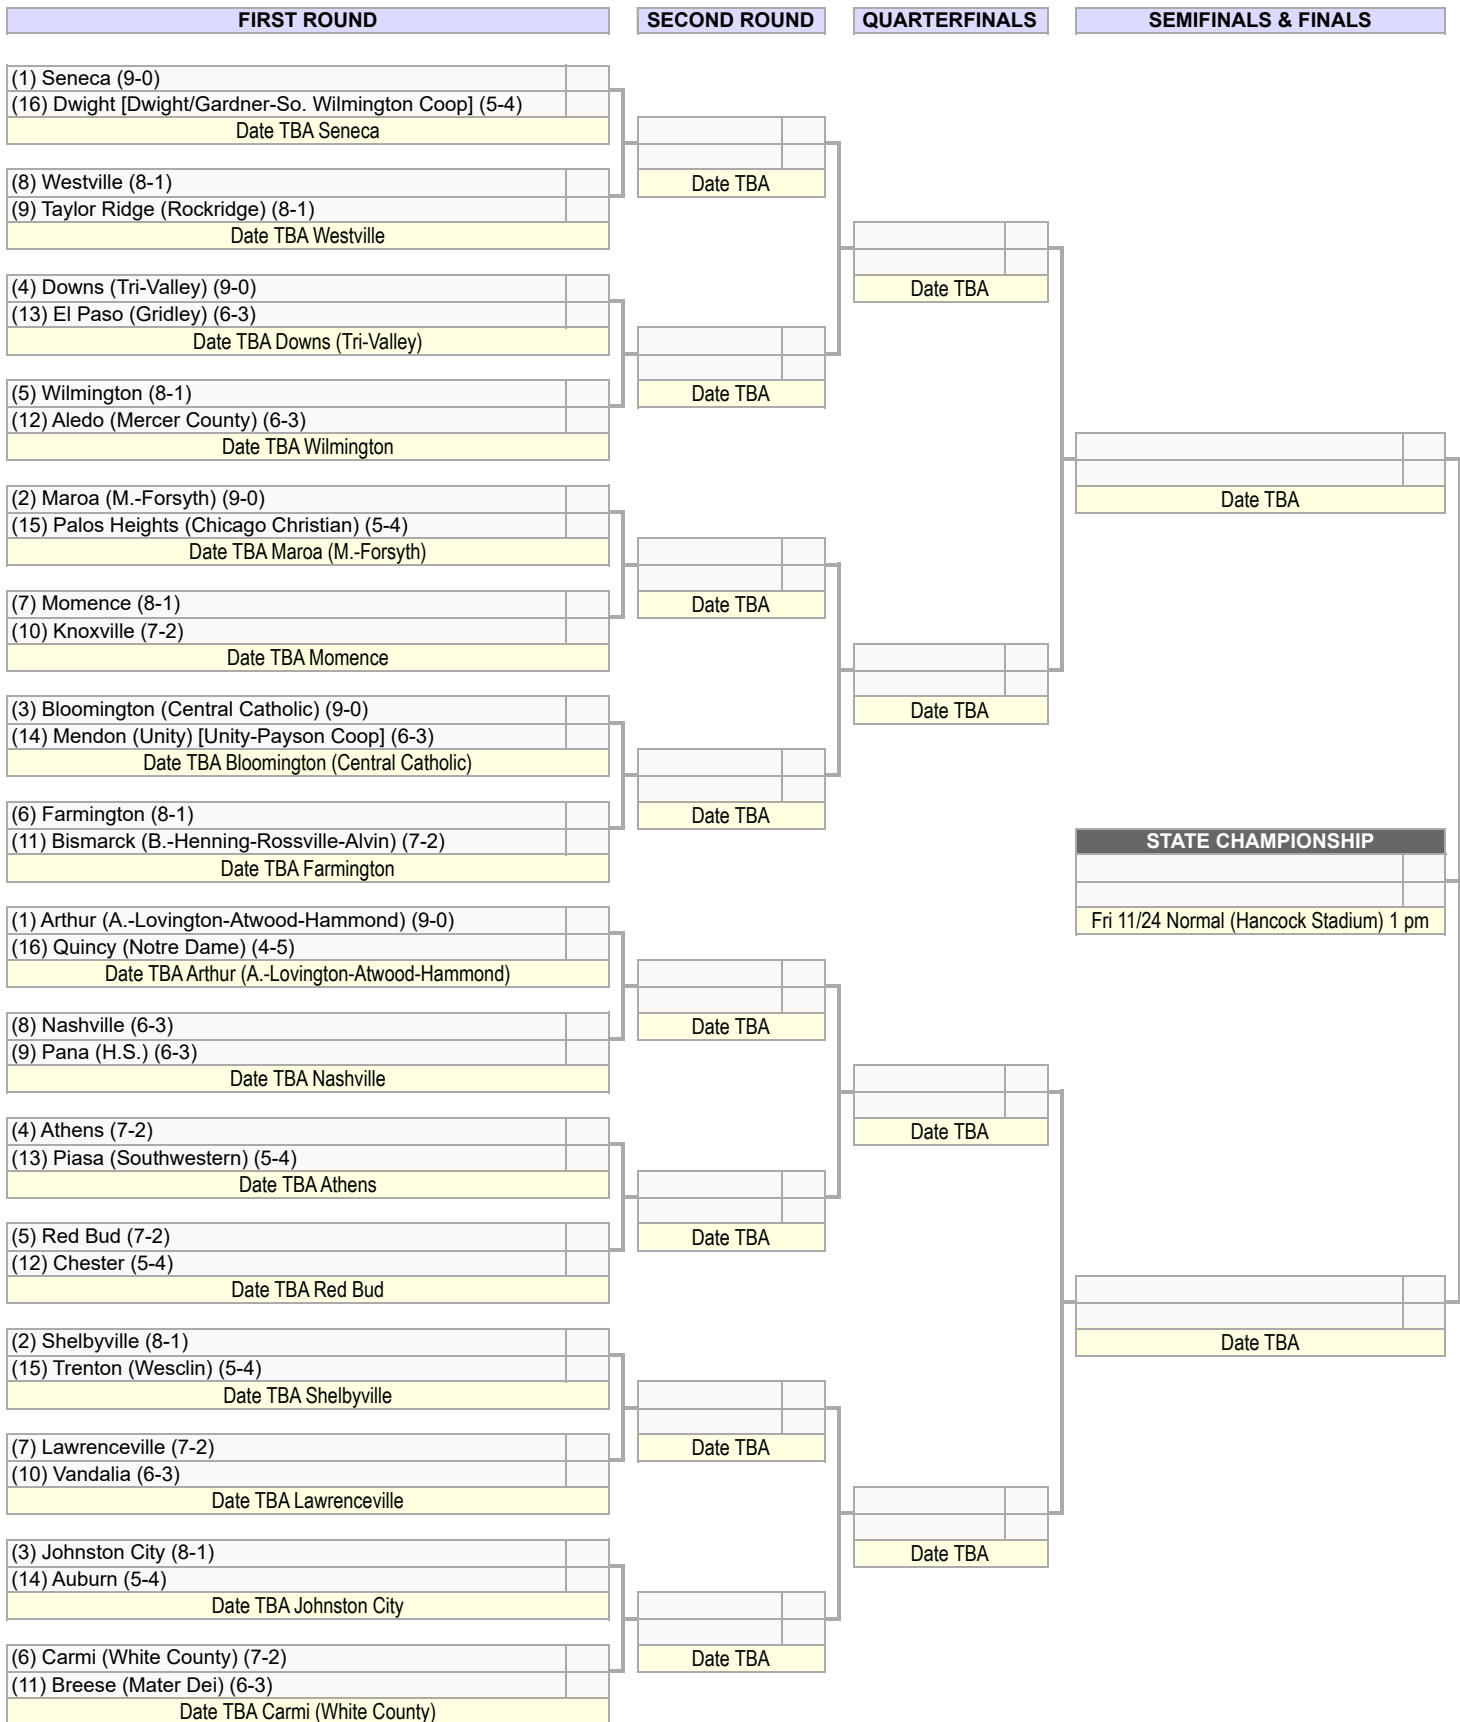 FIRST ROUND
SECOND ROUND
QUARTERFINALS
SEMIFINALS & FINALS
(1) Seneca (9-0)
(16) Dwight [Dwight/Gardner-So. Wilmington Coop] (5-4)
Date TBA Seneca
(8) Westville (8-1)
(9) Taylor Ridge (Rockridge) (8-1)
Date TBA Westville
(4) Downs (Tri-Valley) (9-0)
(13) El Paso (Gridley) (6-3)
Date TBA Downs (Tri-Valley)
(5) Wilmington (8-1)
(12) Aledo (Mercer County) (6-3)
Date TBA Wilmington
(2) Maroa (M.-Forsyth) (9-0)
(15) Palos Heights (Chicago Christian) (5-4)
Date TBA Maroa (M.-Forsyth)
(7) Momence (8-1)
(10) Knoxville (7-2)
Date TBA Momence
(3) Bloomington (Central Catholic) (9-0)
(14) Mendon (Unity) [Unity-Payson Coop] (6-3)
Date TBA Bloomington (Central Catholic)
(6) Farmington (8-1)
(11) Bismarck (B.-Henning-Rossville-Alvin) (7-2)
Date TBA Farmington
(1) Arthur (A.-Lovington-Atwood-Hammond) (9-0)
(16) Quincy (Notre Dame) (4-5)
Date TBA Arthur (A.-Lovington-Atwood-Hammond)
(8) Nashville (6-3)
(9) Pana (H.S.) (6-3)
Date TBA Nashville
(4) Athens (7-2)
(13) Piasa (Southwestern) (5-4)
Date TBA Athens
(5) Red Bud (7-2)
(12) Chester (5-4)
Date TBA Red Bud
(2) Shelbyville (8-1)
(15) Trenton (Wesclin) (5-4)
Date TBA Shelbyville
(7) Lawrenceville (7-2)
(10) Vandalia (6-3)
Date TBA Lawrenceville
(3) Johnston City (8-1)
(14) Auburn (5-4)
Date TBA Johnston City
(6) Carmi (White County) (7-2)
(11) Breese (Mater Dei) (6-3)
Date TBA Carmi (White County)
Date TBA
Date TBA
Date TBA
Date TBA
Date TBA
Date TBA
Date TBA
Date TBA
Date TBA
Date TBA
Date TBA
Date TBA
Date TBA
STATE CHAMPIONSHIP
Fri 11/24 Normal (Hancock Stadium) 1 pm
Date TBA